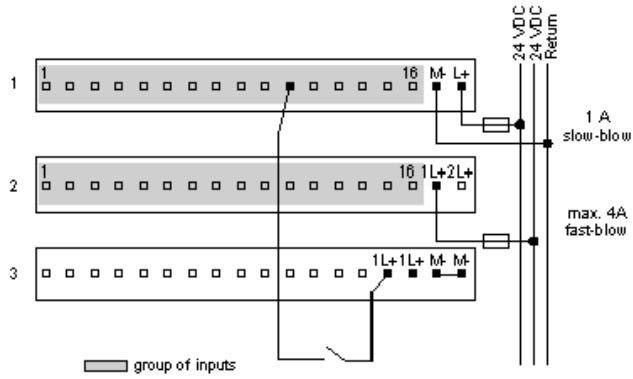 24 VDC
24 VDC
Return
1
1 16 M- L+
1 A
slow-blow
2
1 16 1L+ 2L+
max. 4A
fast-blow
3
1L+ 1L+ M- M-
group of inputs